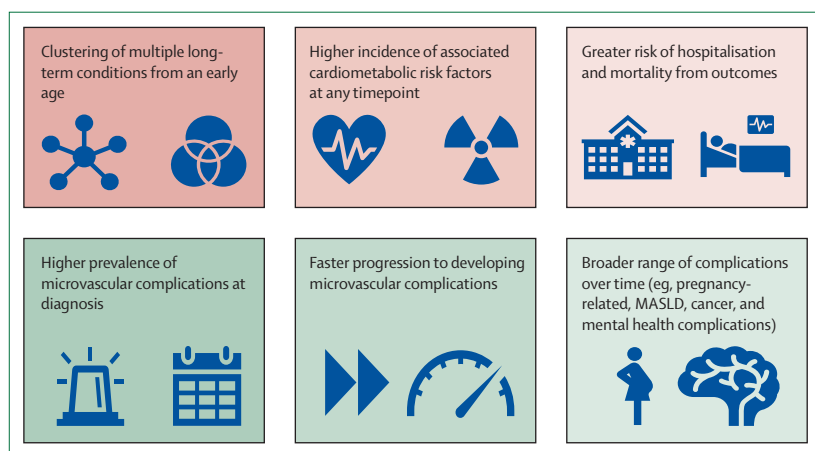 Clustering of multiple long-
term conditions from an early
age
Higher incidence of associated
cardiometabolic risk factors
at any timepoint
Greater risk of hospitalisation
and mortality from outcomes
Higher prevalence of
microvascular complications at
diagnosis
Faster progression to developing
microvascular complications
Broader range of complications
over time (eg, pregnancy-
related, MASLD, cancer, and
mental health complications)